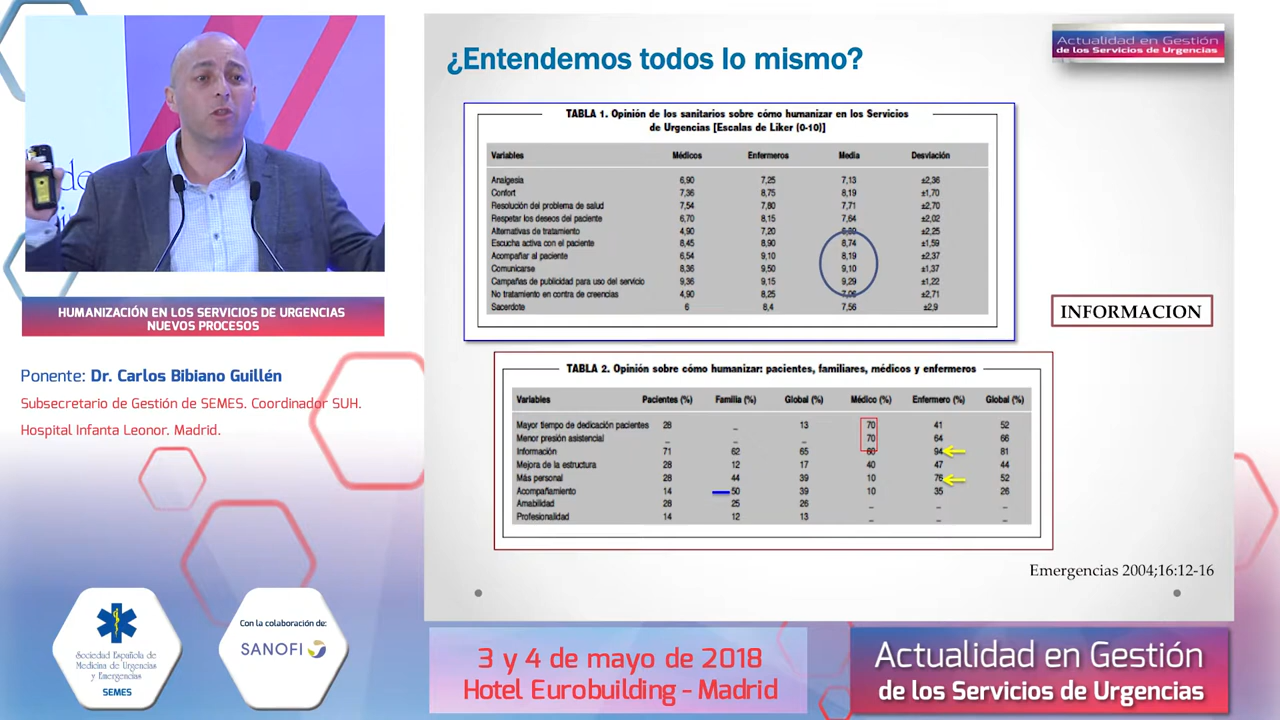 ¿Entendemos todos lo mismo?
Actualidad en Gestión
de los Servicios de Urgencias
TABLA 1. Opinión de los sanitarios sobre cómo humanizar en los Servicios
de Urgencias [Escalas de Líker (0-10)]
Variables Médicos Enfermeros Media Desviación
Analgesia 6,90 7,25 7,13 ±2,36
Confort 7,36 8,75 8,19 ±1,70
Resolución del problema de salud 7,54 7,80 7,71 ±2,70
Respetar los deseos del paciente 6,70 8,15 7,64 ±2,02
Alternativas de tratamiento 4,90 7,20 ±2,25
Escucha activa con el paciente 8,45 8,90 8,74 ±1,59
Acompañar al paciente 6,54 9,10 8,19 ±2,37
Comunicarse 8,36 9,50 9,10 ±1,37
Campañas de publicidad para uso del servicio 9,36 9,15 9,29 ±1,22
No tratamiento en contra de creencias 4,90 8,25 7,06 ±2,71
Sacerdote 6 8,4 7,56 ±2,9
INFORMACION
TABLA 2. Opinión sobre cómo humanizar: pacientes, familiares, médicos y enfermeros
Variables Pacientes (%) Familia (%) Global (%) Médico (%) Enfermero (%) Global (%)
Mayor tiempo de dedicación pacientes 28 _ 13 70 41 52
Menor presión asistencial _ _ _ 70 64 66
Información 71 62 65 60 94 81
Mejora de la estructura 28 12 17 40 47 44
Más personal 28 44 39 10 76 52
Acompañamiento 14 50 39 10 35 26
Amabilidad 28 25 26 _ _ _
Profesionalidad 14 12 13 _ _ _
Emergencias 2004;16:12-16
HUMANIZACIÓN EN LOS SERVICIOS DE URGENCIAS
NUEVOS PROCESOS
Ponente: Dr. Carlos Bibiano Guillén
Subsecretario de Gestión de SEMES. Coordinador SUH.
Hospital Infanta Leonor. Madrid.
Sociedad Española de
Medicina de Urgencias
y Emergencias
SEMES
Con la colaboración de:
SANOFI
3 y 4 de mayo de 2018
Hotel Eurobuilding - Madrid
Actualidad en Gestión
de los Servicios de Urgencias